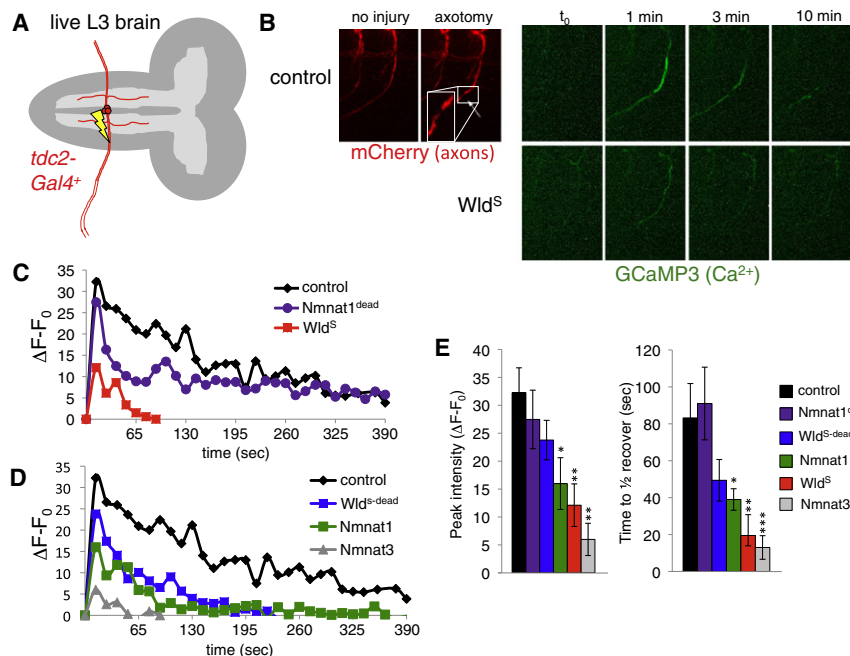 A
live L3 brain
tdc2-
Gal4+
B
no injury
axotomy
control
mCherry (axons)
t0
1 min
3 min
10 min
WldS
GCaMP3 (Ca2+)
C
35
30
25
20
15
10
5
0
ΔF-F0
65
130
195
260
325
390
time (sec)
control
Nmnat1dead
WldS
D
35
30
25
20
15
10
5
0
ΔF-F0
65
130
195
260
325
390
time (sec)
control
Wlds-dead
Nmnat1
Nmnat3
E
40
35
30
25
20
15
10
5
0
Peak intensity (ΔF-F0)
*
**
**
120
100
80
60
40
20
0
Time to ½ recover (sec)
*
**
***
control
WldS-dead
Nmnat1
WldS
Nmnat3